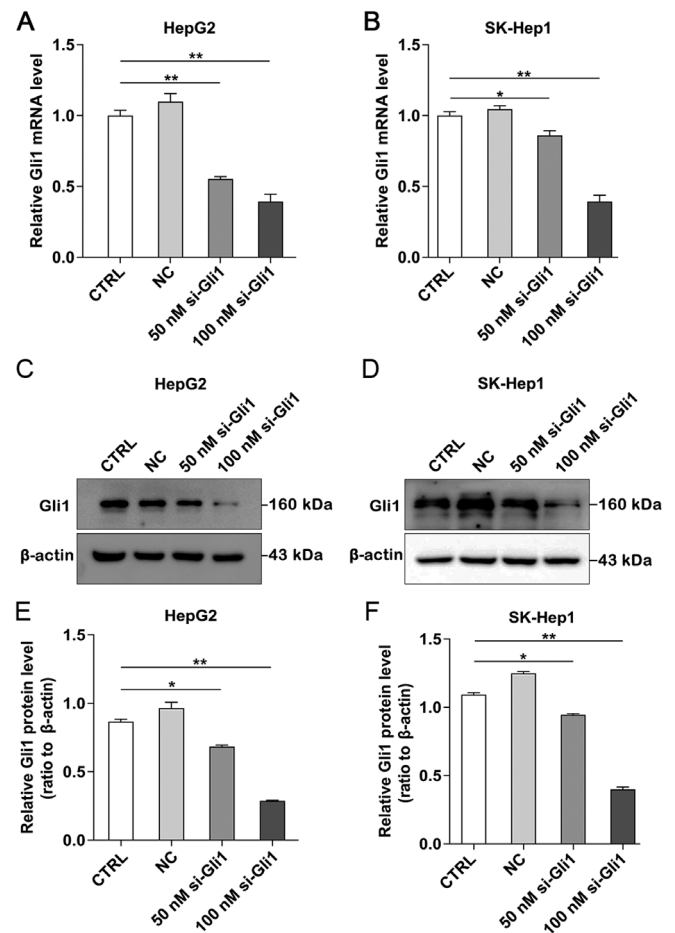 A
HepG2
**
**
Relative Gli1 mRNA level
1.5
1.0
0.5
0.0
CTRL
NC
50 nM si-Gli1
100 nM si-Gli1
B
SK-Hep1
**
*
Relative Gli1 mRNA level
1.5
1.0
0.5
0.0
CTRL
NC
50 nM si-Gli1
100 nM si-Gli1
C
HepG2
CTRL
NC
50 nM si-Gli1
100 nM si-Gli1
Gli1
160 kDa
β-actin
43 kDa
D
SK-Hep1
CTRL
NC
50 nM si-Gli1
100 nM si-Gli1
Gli1
160 kDa
β-actin
43 kDa
E
HepG2
**
*
Relative Gli1 protein level
(ratio to β-actin)
1.5
1.0
0.5
0.0
CTRL
NC
50 nM si-Gli1
100 nM si-Gli1
F
SK-Hep1
**
*
Relative Gli1 protein level
(ratio to β-actin)
1.5
1.0
0.5
0.0
CTRL
NC
50 nM si-Gli1
100 nM si-Gli1